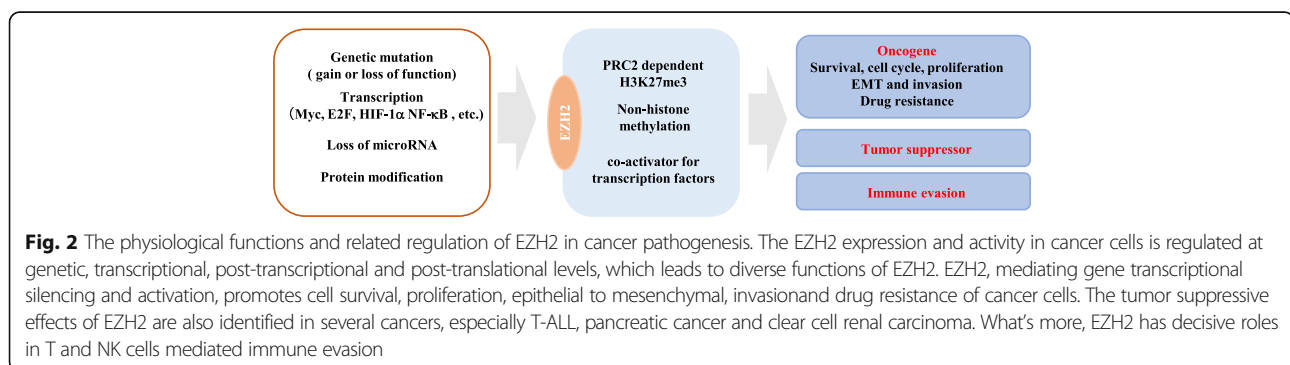 Genetic mutation
( gain or loss of function)
Transcription
（Myc, E2F, HIF-1α NF-κB , etc.)
Loss of microRNA
Protein modification
EZH2
PRC2 dependent
H3K27me3
Non-histone
methylation
co-activator for
transcription factors
Oncogene
Survival, cell cycle, proliferation
EMT and invasion
Drug resistance
Tumor suppressor
Immune evasion
Fig. 2 The physiological functions and related regulation of EZH2 in cancer pathogenesis. The EZH2 expression and activity in cancer cells is regulated at
genetic, transcriptional, post-transcriptional and post-translational levels, which leads to diverse functions of EZH2. EZH2, mediating gene transcriptional
silencing and activation, promotes cell survival, proliferation, epithelial to mesenchymal, invasionand drug resistance of cancer cells. The tumor suppressive
effects of EZH2 are also identified in several cancers, especially T-ALL, pancreatic cancer and clear cell renal carcinoma. What's more, EZH2 has decisive roles
in T and NK cells mediated immune evasion